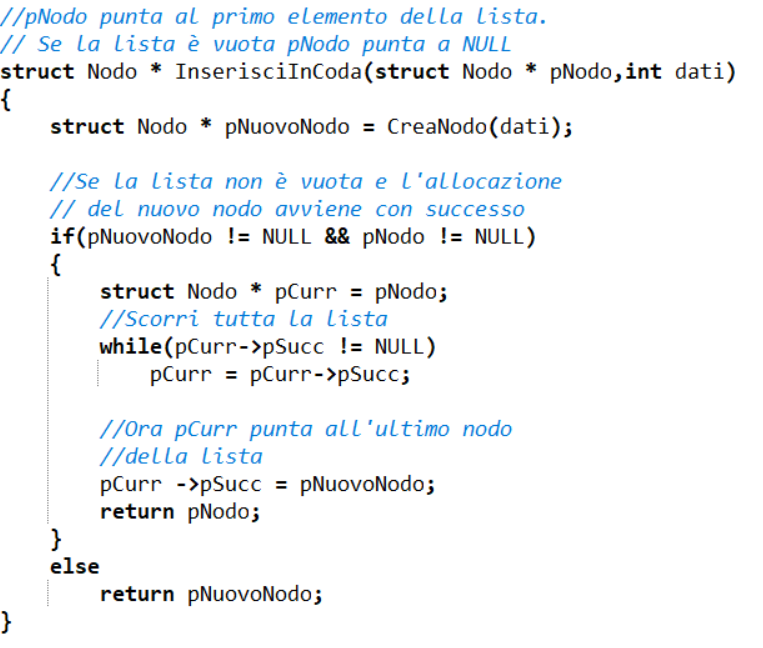 //pNodo punta al primo elemento della lista.
// Se la lista è vuota pNodo punta a NULL
struct Nodo * InserisciInCoda(struct Nodo * pNodo,int dati)
{
    struct Nodo * pNuovoNodo = CreaNodo(dati);

    //Se la lista non è vuota e l'allocazione
    // del nuovo nodo avviene con successo
    if(pNuovoNodo != NULL && pNodo != NULL)
    {
        struct Nodo * pCurr = pNodo;
        //Scorri tutta la lista
        while(pCurr->pSucc != NULL)
            pCurr = pCurr->pSucc;

        //Ora pCurr punta all'ultimo nodo
        //della lista
        pCurr ->pSucc = pNuovoNodo;
        return pNodo;
    }
    else
        return pNuovoNodo;
}